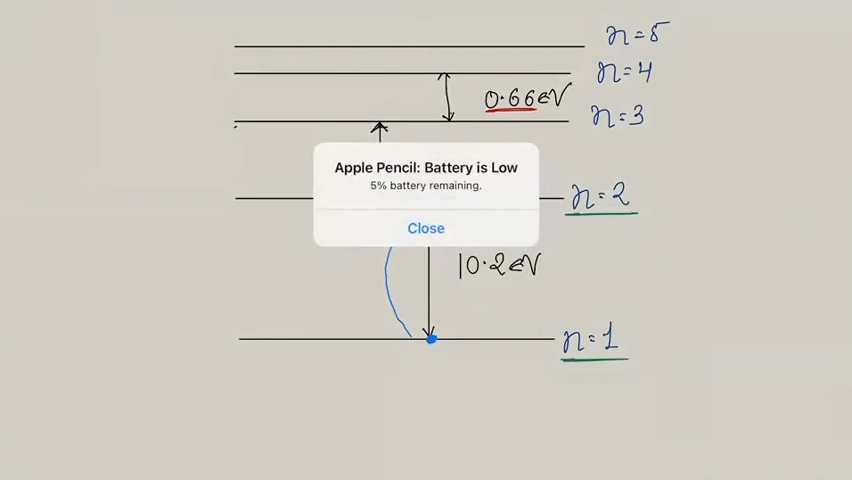 n=5
n=4
0.66eV
n=3
Apple Pencil: Battery is Low
5% battery remaining.
n=2
Close
10.2eV
n=1